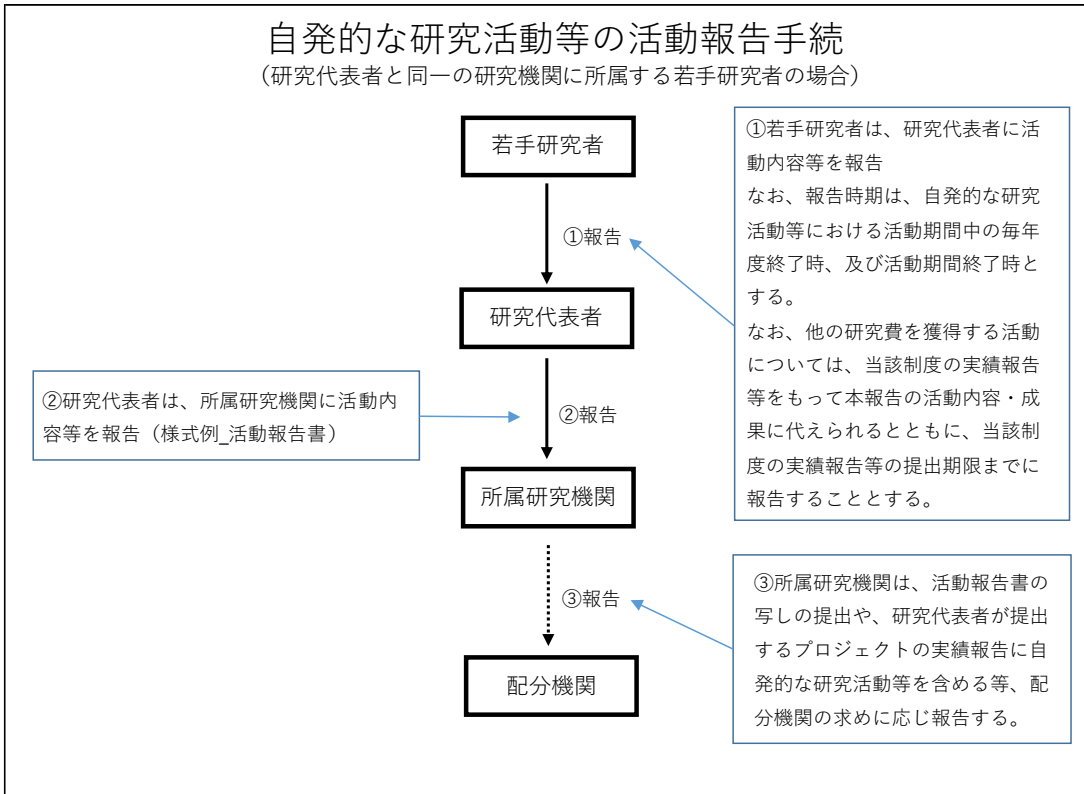 自発的な研究活動等の活動報告手続
（研究代表者と同一の研究機関に所属する若手研究者の場合）
若手研究者
①報告
①若手研究者は、研究代表者に活
動内容等を報告
なお、報告時期は、自発的な研究
活動等における活動期間中の毎年
度終了時、及び活動期間終了時と
する。
なお、他の研究費を獲得する活動
については、当該制度の実績報告
等をもって本報告の活動内容・成
果に代えられるとともに、当該制
度の実績報告等の提出期限までに
報告することとする。
研究代表者
②研究代表者は、所属研究機関に活動内
容等を報告（様式例_活動報告書）
②報告
所属研究機関
③報告
③所属研究機関は、活動報告書の
写しの提出や、研究代表者が提出
するプロジェクトの実績報告に自
発的な研究活動等を含める等、配
分機関の求めに応じ報告する。
配分機関